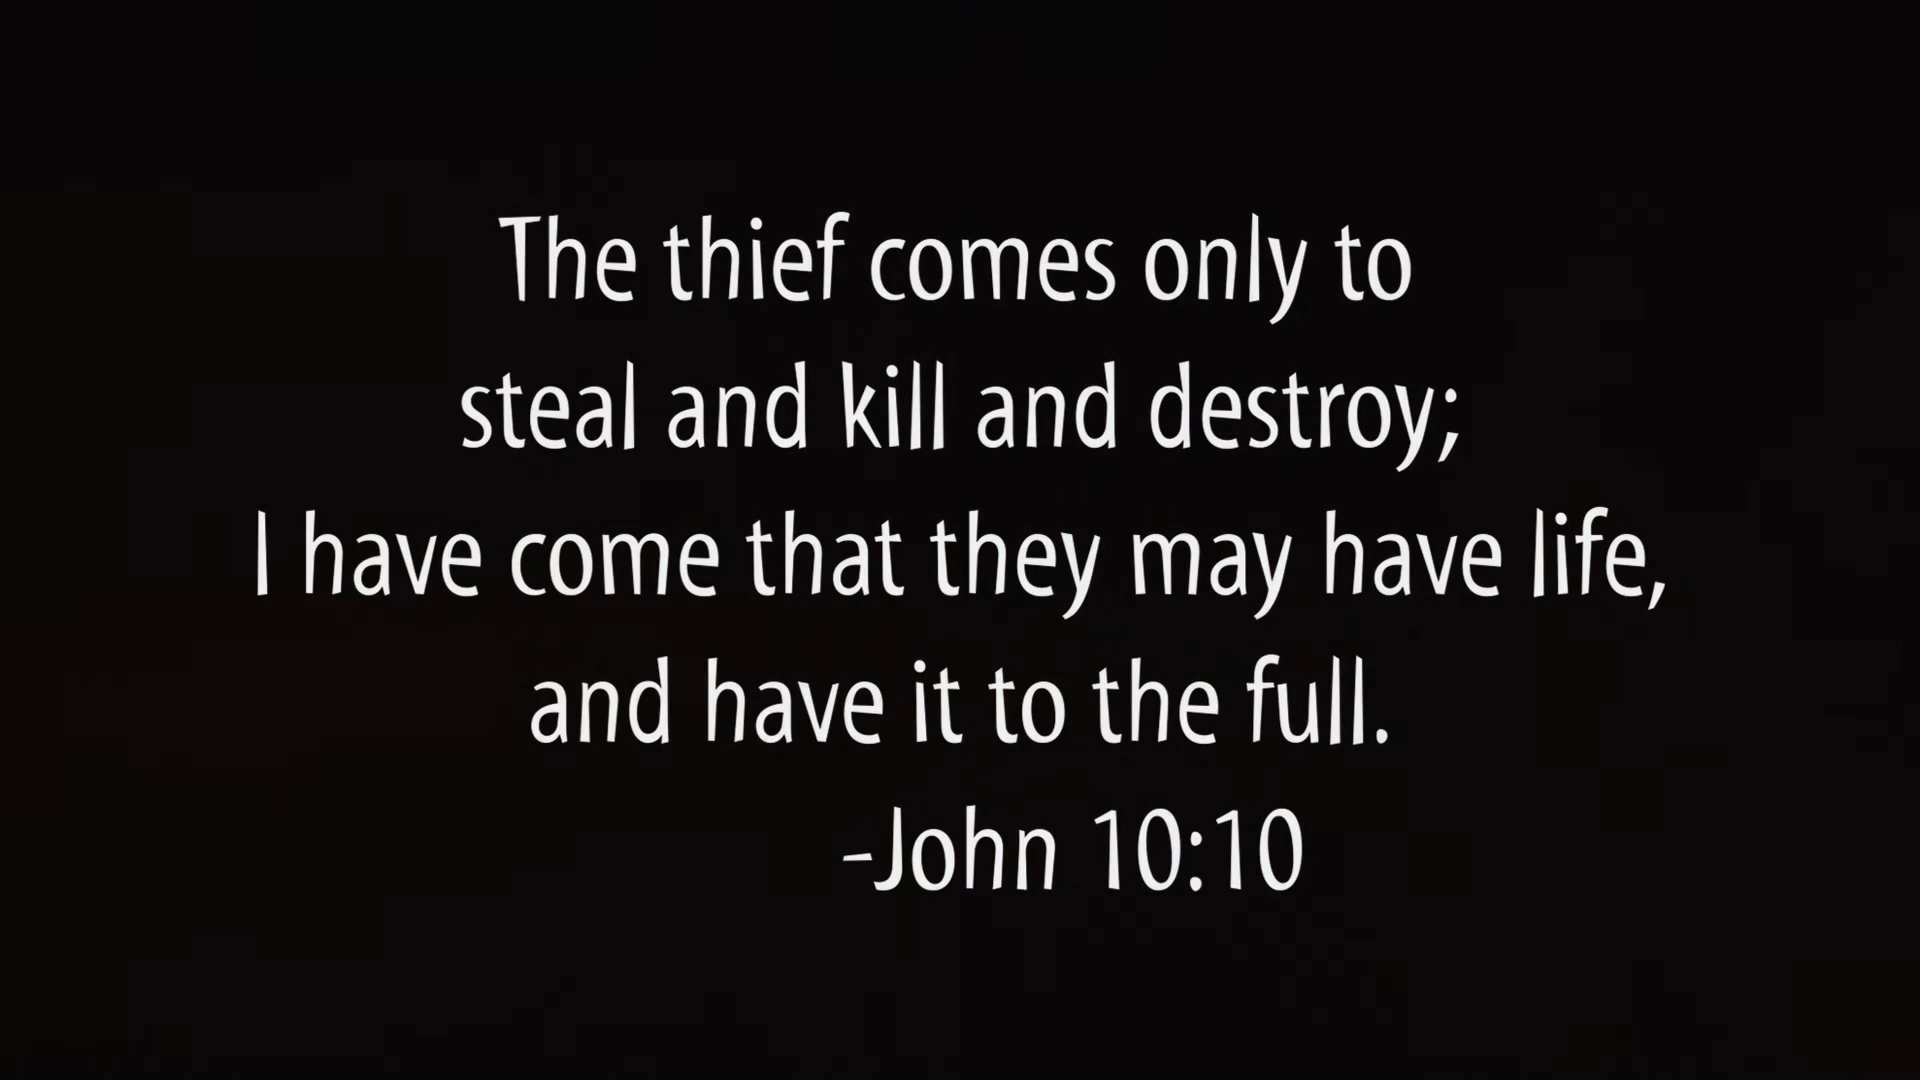 The thief comes only to
steal and kill and destroy;
I have come that they may have life,
and have it to the full.
-John 10:10